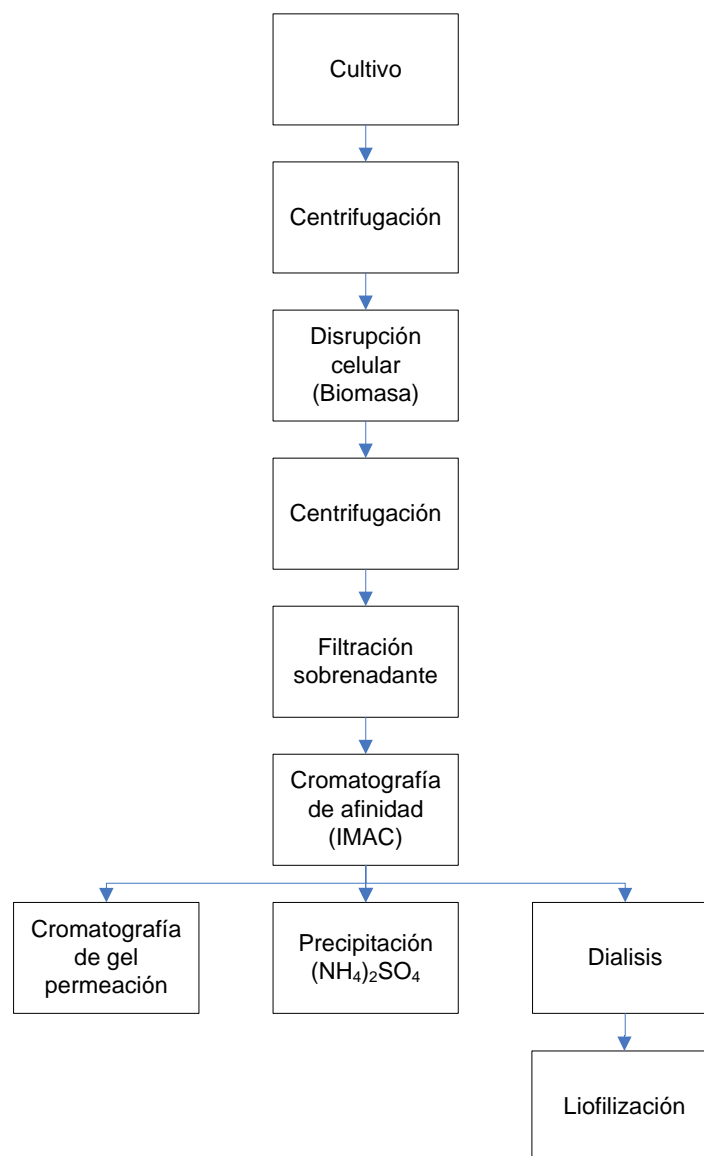 Cultivo
Centrifugación
Disrupción
celular
(Biomasa)
Centrifugación
Filtración
sobrenadante
Cromatografía
de afinidad
(IMAC)
Cromatografía
de gel
permeación
Precipitación
(NH₄)₂SO₄
Dialisis
Liofilización